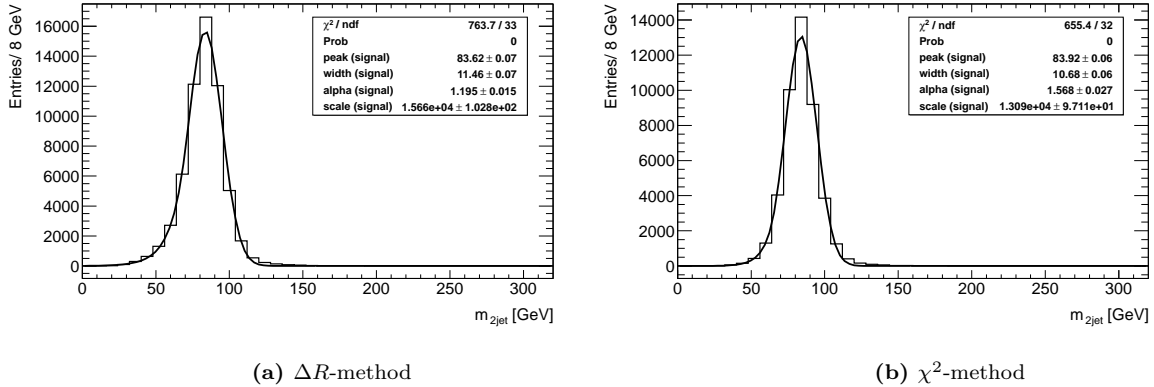 Entries/ 8 GeV
16000
14000
12000
10000
8000
6000
4000
2000
0
0 50 100 150 200 250 300
m 2jet [GeV]
χ² / ndf 763.7 / 33
Prob 0
peak (signal) 83.62 ± 0.07
width (signal) 11.46 ± 0.07
alpha (signal) 1.195 ± 0.015
scale (signal) 1.566e+04 ± 1.028e+02
(a) ΔR-method
Entries/ 8 GeV
14000
12000
10000
8000
6000
4000
2000
0
0 50 100 150 200 250 300
m 2jet [GeV]
χ² / ndf 655.4 / 32
Prob 0
peak (signal) 83.92 ± 0.06
width (signal) 10.68 ± 0.06
alpha (signal) 1.568 ± 0.027
scale (signal) 1.309e+04 ± 9.711e+01
(b) χ²-method